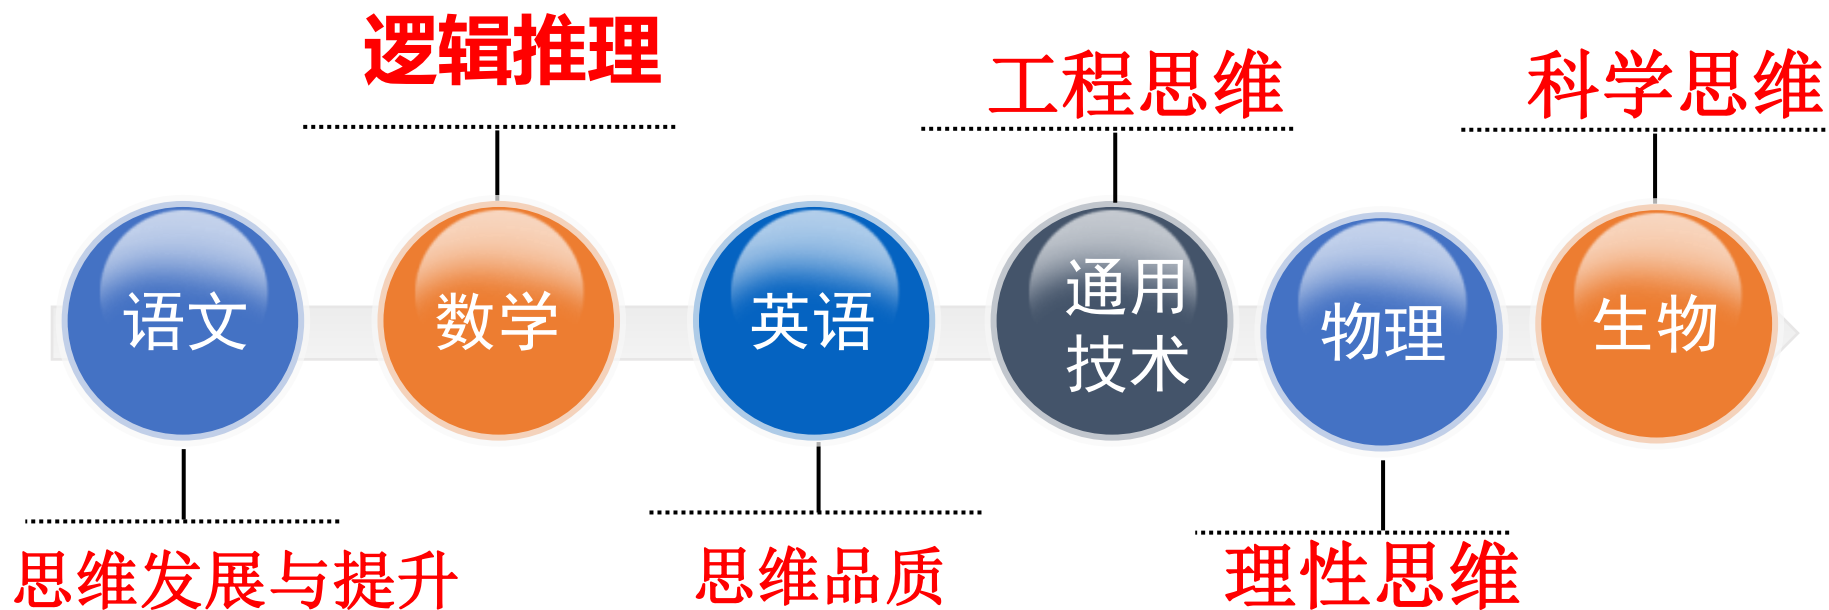 逻辑推理
工程思维
科学思维
语文
数学
英语
通用
技术
物理
生物
思维发展与提升
思维品质
理性思维